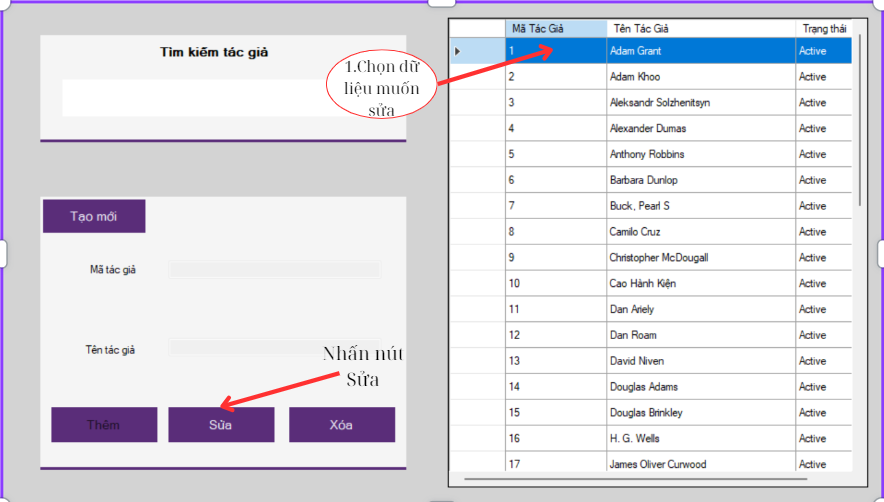 Tìm kiếm tác giả
1.Chọn dữ
liệu muốn
sửa
Tạo mới
Mã tác giả
Tên tác giả
Nhấn nút
Sửa
Thêm
Sửa
Xóa
Mã Tác Giả Tên Tác Giả Trạng thái
1 Adam Grant Active
2 Adam Khoo Active
3 Aleksandr Solzhenitsyn Active
4 Alexander Dumas Active
5 Anthony Robbins Active
6 Barbara Dunlop Active
7 Buck, Pearl S Active
8 Camilo Cruz Active
9 Christopher McDougall Active
10 Cao Hành Kiện Active
11 Dan Ariely Active
12 Dan Roam Active
13 David Niven Active
14 Douglas Adams Active
15 Douglas Brinkley Active
16 H. G. Wells Active
17 James Oliver Curwood Active